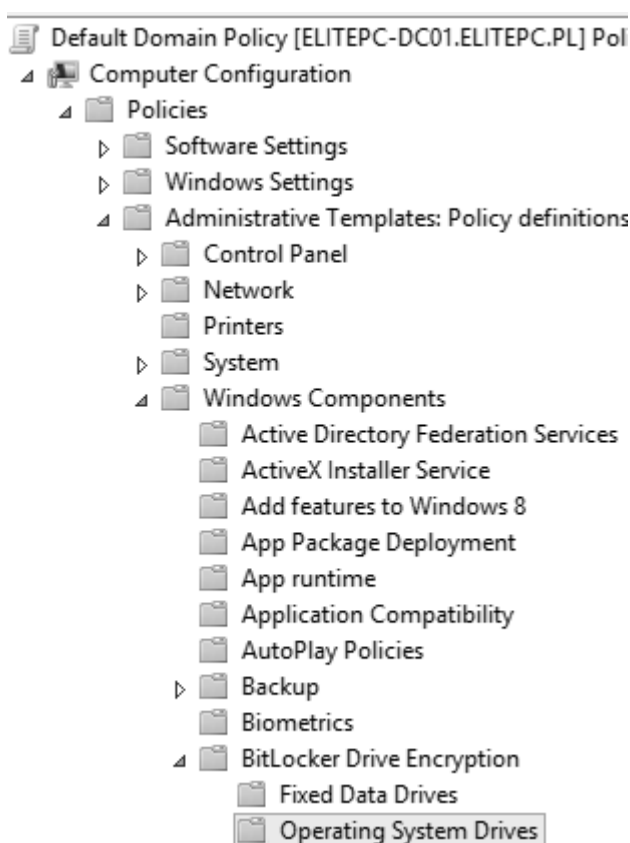 Default Domain Policy [ELITEPC-DC01.ELITEPC.PL] Poli
Computer Configuration
Policies
Software Settings
Windows Settings
Administrative Templates: Policy definitions
Control Panel
Network
Printers
System
Windows Components
Active Directory Federation Services
ActiveX Installer Service
Add features to Windows 8
App Package Deployment
App runtime
Application Compatibility
AutoPlay Policies
Backup
Biometrics
BitLocker Drive Encryption
Fixed Data Drives
Operating System Drives